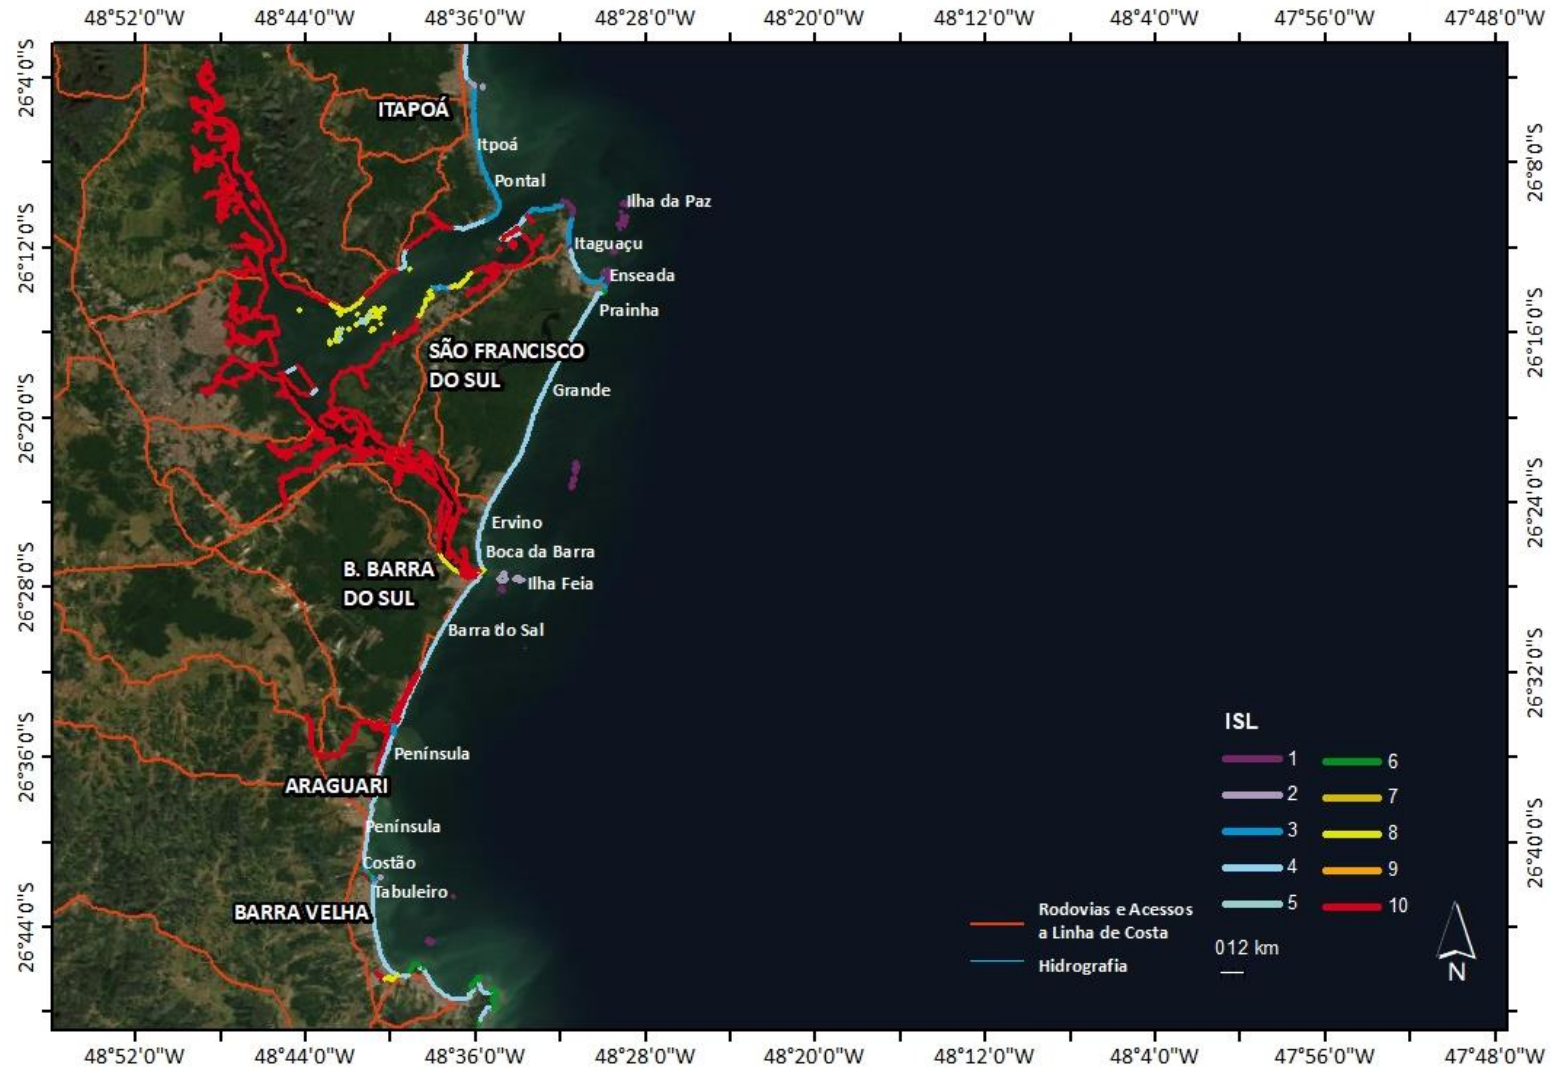 48°52'0"W 48°44'0"W 48°36'0"W 48°28'0"W 48°20'0"W 48°12'0"W 48°4'0"W 47°56'0"W 47°48'0"W
26°4'0"S
26°12'0"S
26°20'0"S
26°28'0"S
26°36'0"S
26°44'0"S
ITAPOÁ
Itpoá
Pontal
Ilha da Paz
Itaguaçu
Enseada
Prainha
SÃO FRANCISCO
DO SUL
Grande
Ervino
Boca da Barra
B. BARRA
DO SUL
Ilha Feia
Barra do Sal
Península
ARAGUARI
Península
Costão
Tabuleiro
BARRA VELHA
26°8'0"S
26°16'0"S
26°24'0"S
26°32'0"S
26°40'0"S
ISL
1 6
2 7
3 8
4 9
5 10
Rodovias e Acessos
a Linha de Costa
Hidrografia
0 1 2 km
N
48°52'0"W 48°44'0"W 48°36'0"W 48°28'0"W 48°20'0"W 48°12'0"W 48°4'0"W 47°56'0"W 47°48'0"W